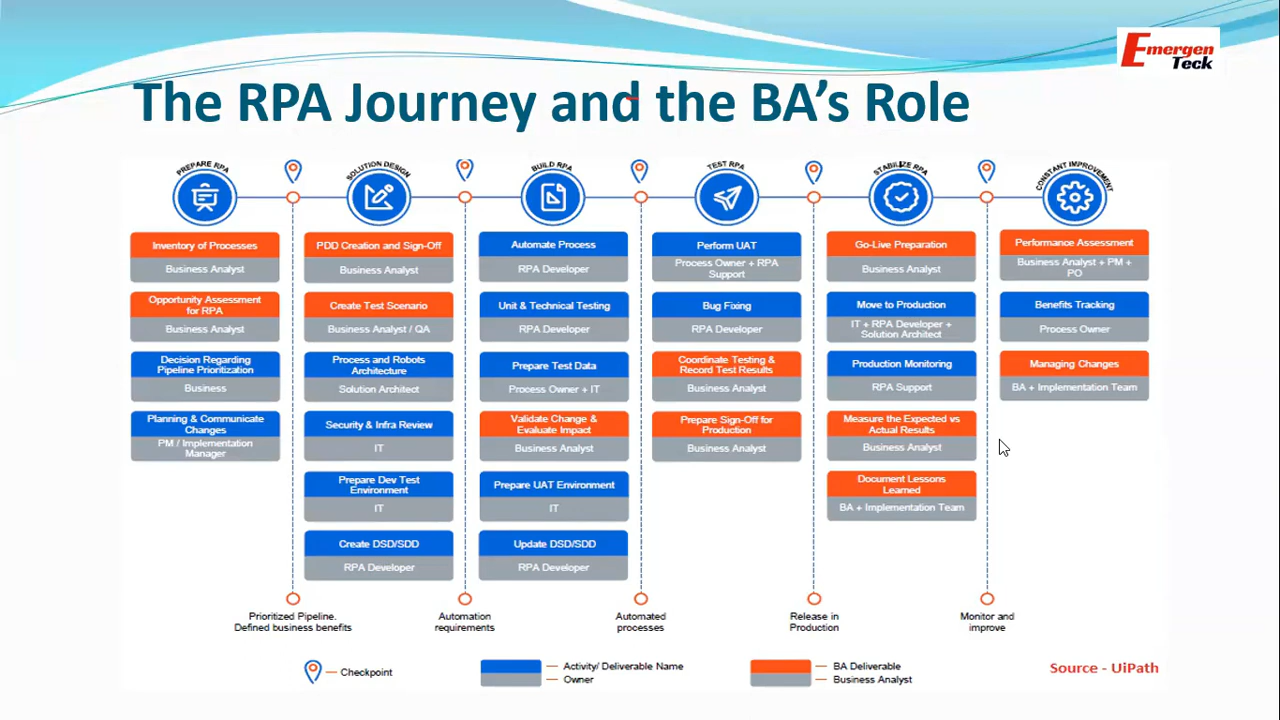 Emergen
Teck
The RPA Journey and the BA's Role
PREPARE RPA
SOLUTION DESIGN
BUILD RPA
TEST RPA
STABILIZE RPA
CONSTANT IMPROVEMENT
Inventory of Processes
Business Analyst
Opportunity Assessment
for RPA
Business Analyst
Decision Regarding
Pipeline Prioritization
Business
Planning & Communicate
Changes
PM / Implementation
Manager
PDD Creation and Sign-Off
Business Analyst
Create Test Scenario
Business Analyst / QA
Process and Robots
Architecture
Solution Architect
Security & Infra Review
IT
Prepare Dev Test
Environment
IT
Create DSD/SDD
RPA Developer
Automate Process
RPA Developer
Unit & Technical Testing
RPA Developer
Prepare Test Data
Process Owner + IT
Validate Change &
Evaluate Impact
Business Analyst
Prepare UAT Environment
IT
Update DSD/SDD
RPA Developer
Perform UAT
Process Owner + RPA
Support
Bug Fixing
RPA Developer
Coordinate Testing &
Record Test Results
Business Analyst
Prepare Sign-Off for
Production
Business Analyst
Go-Live Preparation
Business Analyst
Move to Production
IT + RPA Developer +
Solution Architect
Production Monitoring
RPA Support
Measure the Expected vs
Actual Results
Business Analyst
Document Lessons
Learned
BA + Implementation Team
Performance Assessment
Business Analyst + PM +
PO
Benefits Tracking
Process Owner
Managing Changes
BA + Implementation Team
Prioritized Pipeline.
Defined business benefits
Automation
requirements
Automated
processes
Release in
Production
Monitor and
improve
Checkpoint
Activity/ Deliverable Name
Owner
BA Deliverable
Business Analyst
Source - UiPath